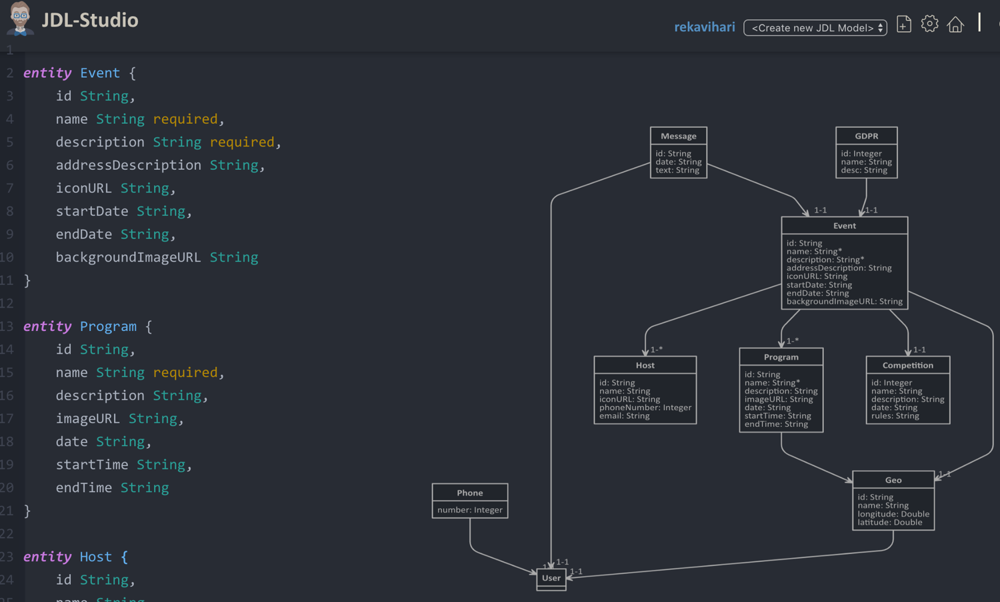 JDL-Studio
rekavihari
<Create new JDL Model>
1
2 entity Event {
3 id String,
4 name String required,
5 description String required,
6 addressDescription String,
7 iconURL String,
8 startDate String,
9 endDate String,
10 backgroundImageURL String
11 }
12
13 entity Program {
14 id String,
15 name String required,
16 description String,
17 imageURL String,
18 date String,
19 startTime String,
20 endTime String
21 }
22
23 entity Host {
24 id String,
25 name String
Message
id: String
date: String
text: String
GDPR
id: Integer
name: String
desc: String
1-1
1-1
Event
id: String
name: String*
description: String*
addressDescription: String
iconURL: String
startDate: String
endDate: String
backgroundImageURL: String
1-*
1-*
1-1
Host
id: String
name: String
iconURL: String
phoneNumber: Integer
email: String
Program
id: String
name: String*
description: String
imageURL: String
date: String
startTime: String
endTime: String
Competition
id: Integer
name: String
description: String
date: String
rules: String
1-1
Geo
id: String
name: String
longitude: Double
latitude: Double
Phone
number: Integer
1-1
1-1
User